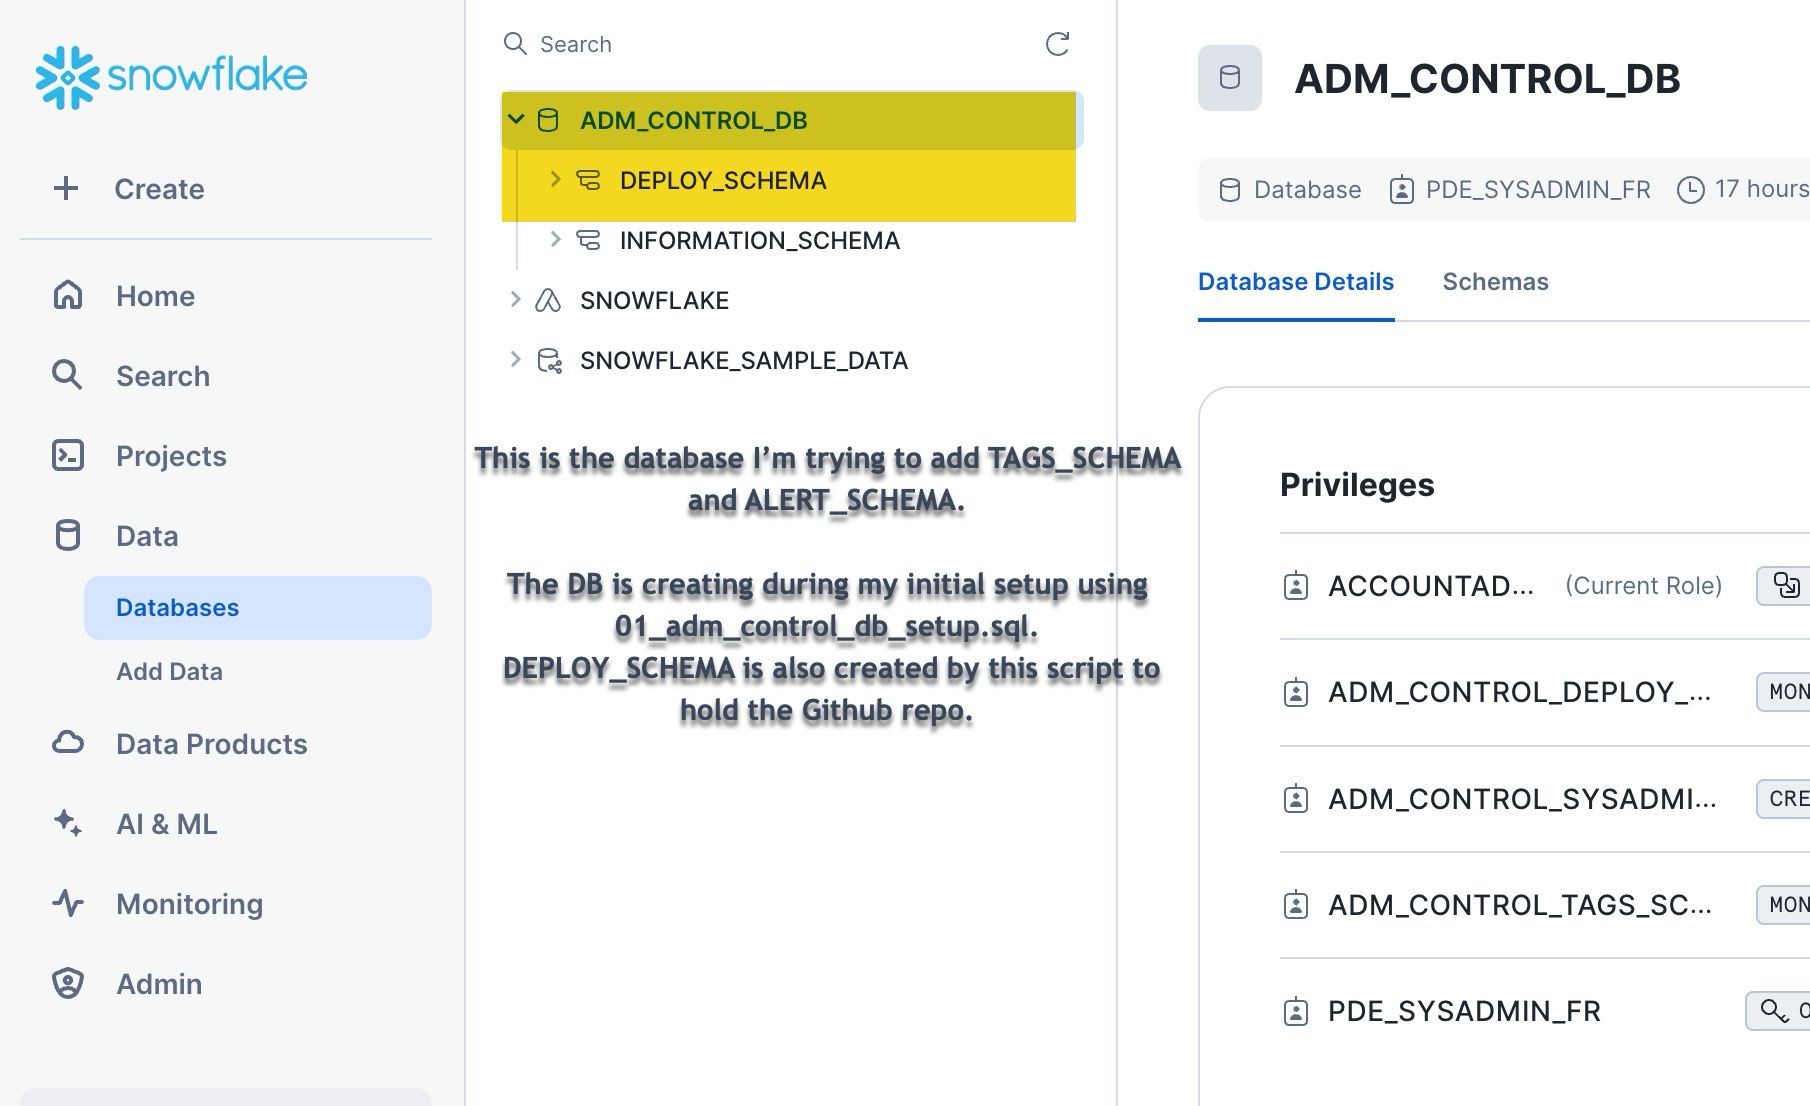 snowflake
Create
Home
Search
Projects
Data
Databases
Add Data
Data Products
AI & ML
Monitoring
Admin
Search
ADM_CONTROL_DB
DEPLOY_SCHEMA
INFORMATION_SCHEMA
SNOWFLAKE
SNOWFLAKE_SAMPLE_DATA
This is the database I'm trying to add TAGS_SCHEMA
and ALERT_SCHEMA.
The DB is creating during my initial setup using
01_adm_control_db_setup.sql.
DEPLOY_SCHEMA is also created by this script to
hold the Github repo.
ADM_CONTROL_DB
Database PDE_SYSADMIN_FR 17 hours
Database Details Schemas
Privileges
ACCOUNTAD... (Current Role)
ADM_CONTROL_DEPLOY_... MON
ADM_CONTROL_SYSADMI... CRE
ADM_CONTROL_TAGS_SC... MON
PDE_SYSADMIN_FR